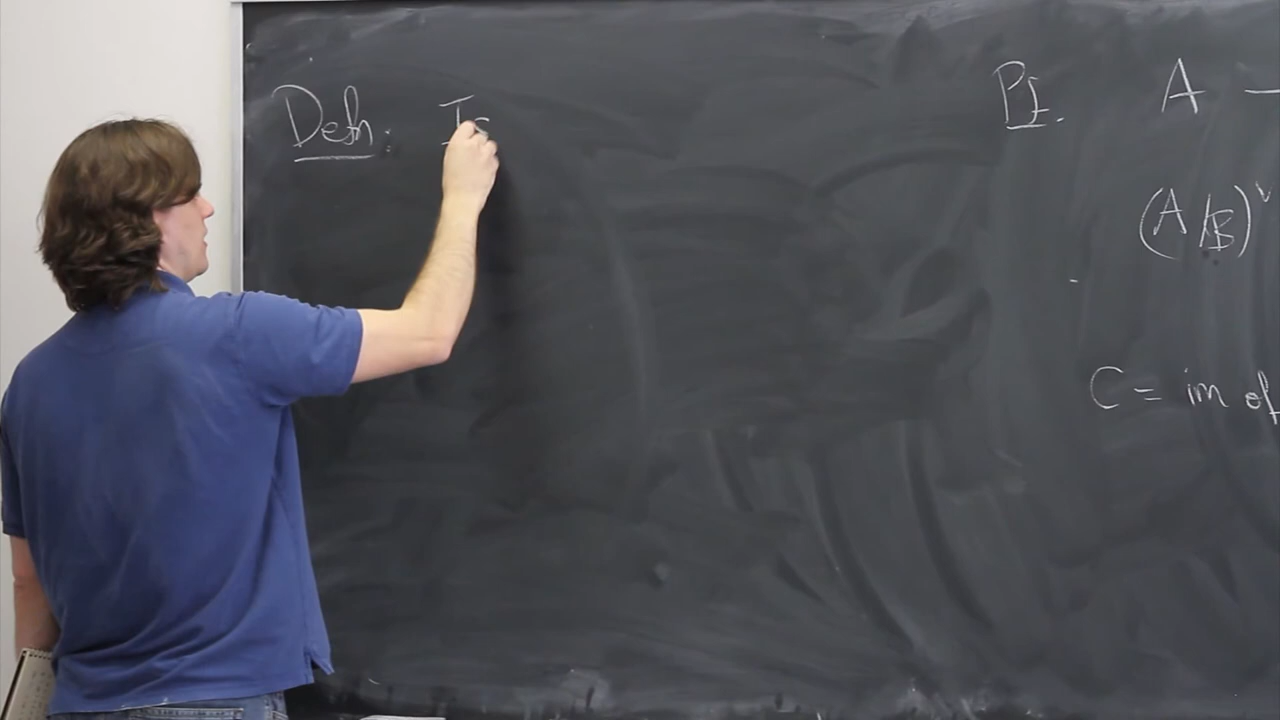 Defn:
Pf. A —
(A/B)^∨
C = im of